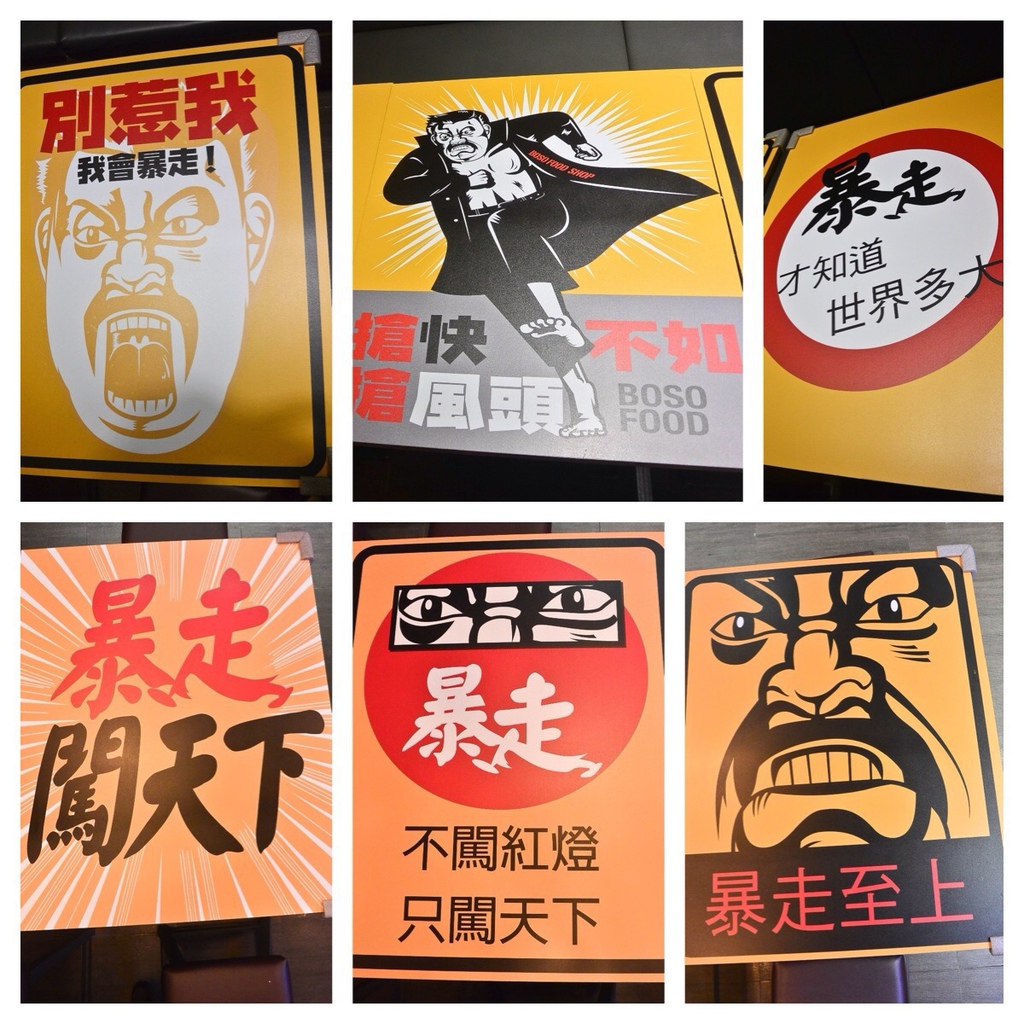 別惹我
我會暴走！
BOSO FOOD SHOP
搶快 不如
搶風頭
BOSO
FOOD
暴走
才知道
世界多大
暴走
闖天下
暴走
不闖紅燈
只闖天下
暴走至上